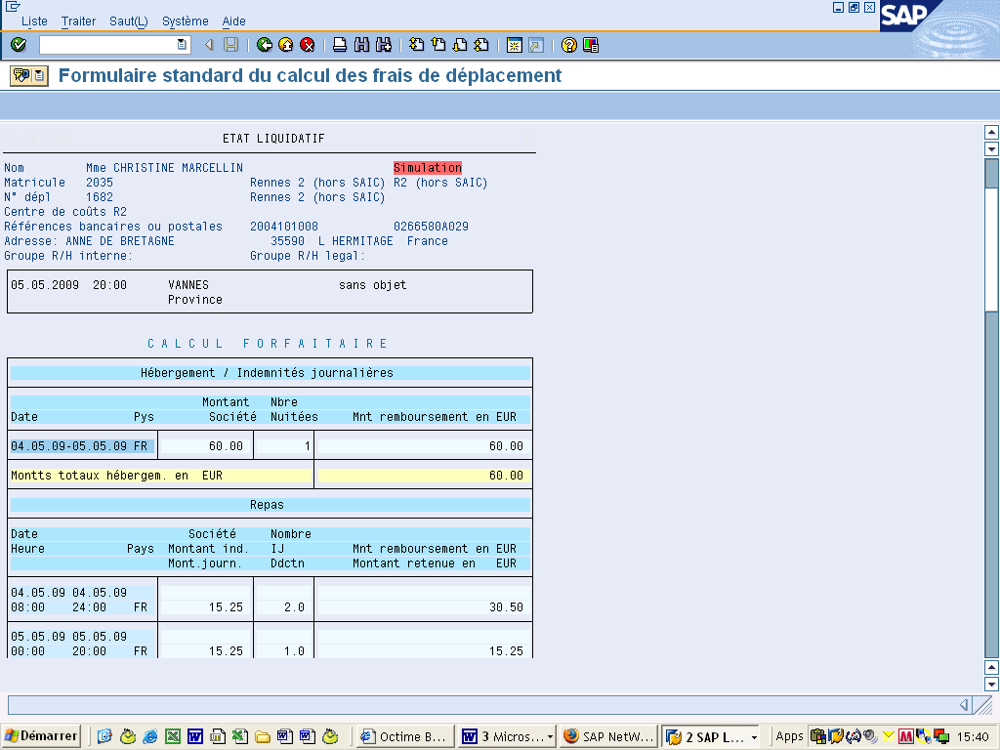 Liste Traiter Saut(L) Système Aide
SAP
Formulaire standard du calcul des frais de déplacement
ETAT LIQUIDATIF
Nom Mme CHRISTINE MARCELLIN Simulation
Matricule 2035 Rennes 2 (hors SAIC) R2 (hors SAIC)
N° dépl 1682 Rennes 2 (hors SAIC)
Centre de coûts R2
Références bancaires ou postales 2004101008 0266580A029
Adresse: ANNE DE BRETAGNE 35590 L HERMITAGE France
Groupe R/H interne: Groupe R/H legal:
05.05.2009 20:00 VANNES sans objet
Province
C A L C U L F O R F A I T A I R E
Hébergement / Indemnités journalières
Montant Nbre
Date Pys Société Nuitées Mnt remboursement en EUR
04.05.09-05.05.09 FR 60.00 1 60.00
Montts totaux hébergem. en EUR 60.00
Repas
Date Société Nombre
Heure Pays Montant ind. IJ Mnt remboursement en EUR
Mont.journ. Ddctn Montant retenue en EUR
04.05.09 04.05.09
08:00 24:00 FR 15.25 2.0 30.50
05.05.09 05.05.09
00:00 20:00 FR 15.25 1.0 15.25
Démarrer Octime B... 3 Micros... SAP NetW... 2 SAP L... Apps 15:40